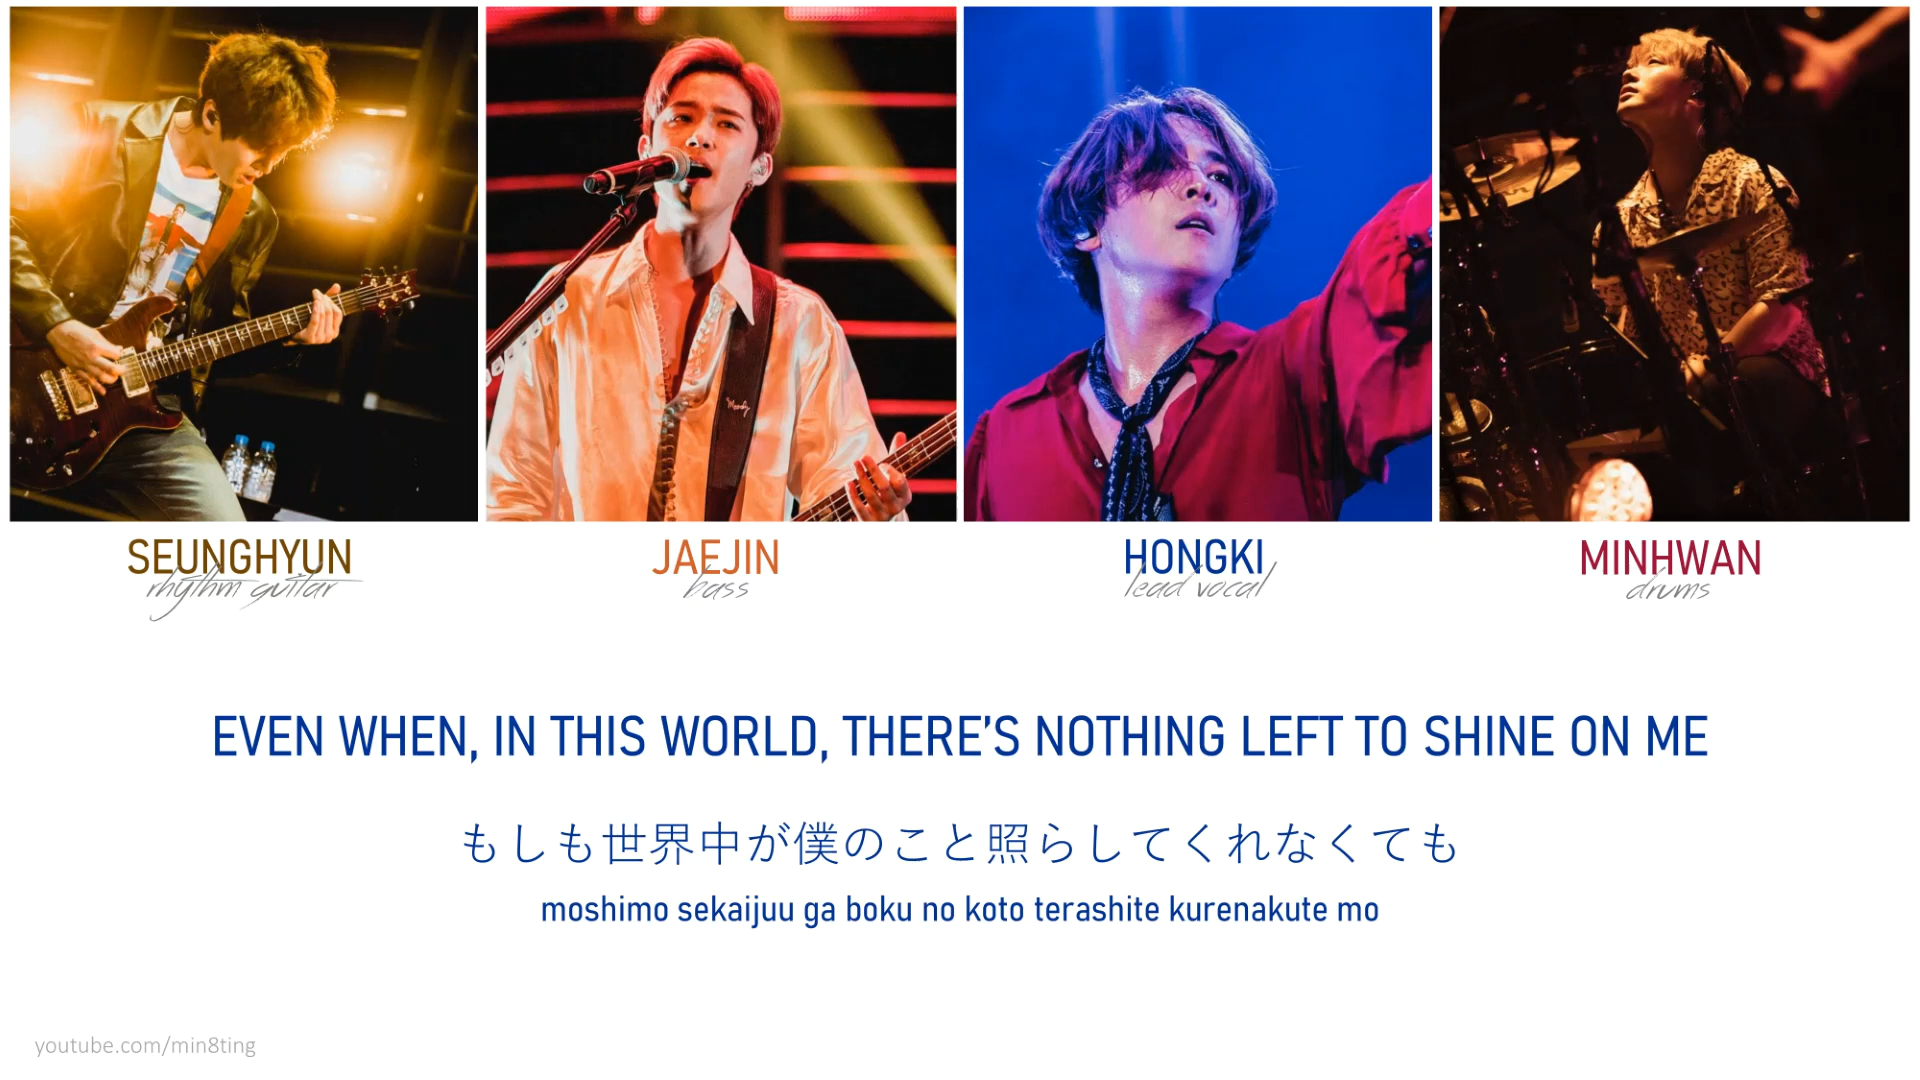 SEUNGHYUN
rhythm guitar
JAEJIN
bass
HONGKI
lead vocal
MINHWAN
drums
EVEN WHEN, IN THIS WORLD, THERE’S NOTHING LEFT TO SHINE ON ME
もしも世界中が僕のこと照らしてくれなくても
moshimo sekaijuu ga boku no koto terashite kurenakute mo
youtube.com/min8ting